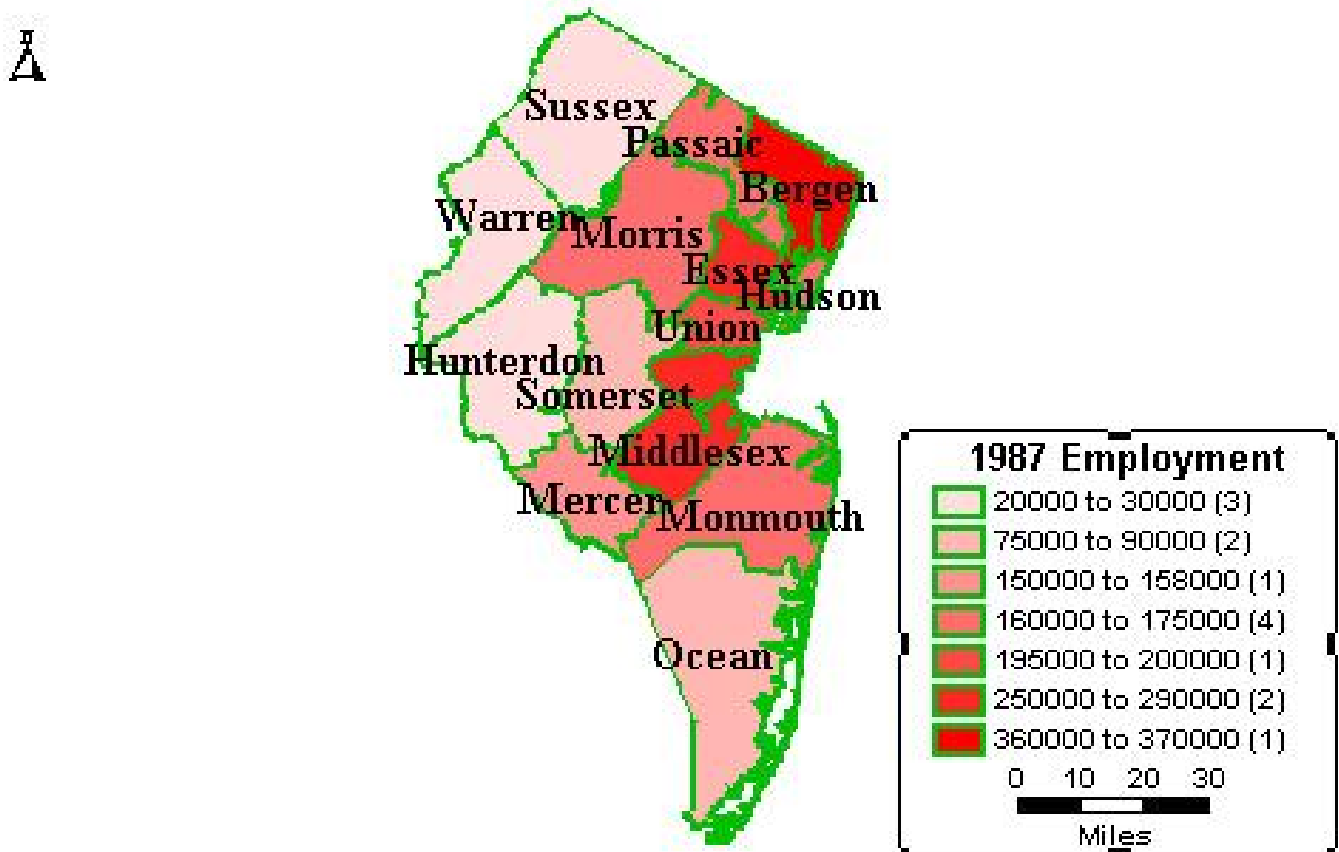 Sussex
Passaic
Bergen
Warren
Morris
Essex
Hudson
Union
Hunterdon
Somerset
Middlesex
Mercer
Monmouth
Ocean
1987 Employment
20000 to 30000 (3)
75000 to 90000 (2)
150000 to 158000 (1)
160000 to 175000 (4)
195000 to 200000 (1)
250000 to 290000 (2)
360000 to 370000 (1)
0 10 20 30
Miles